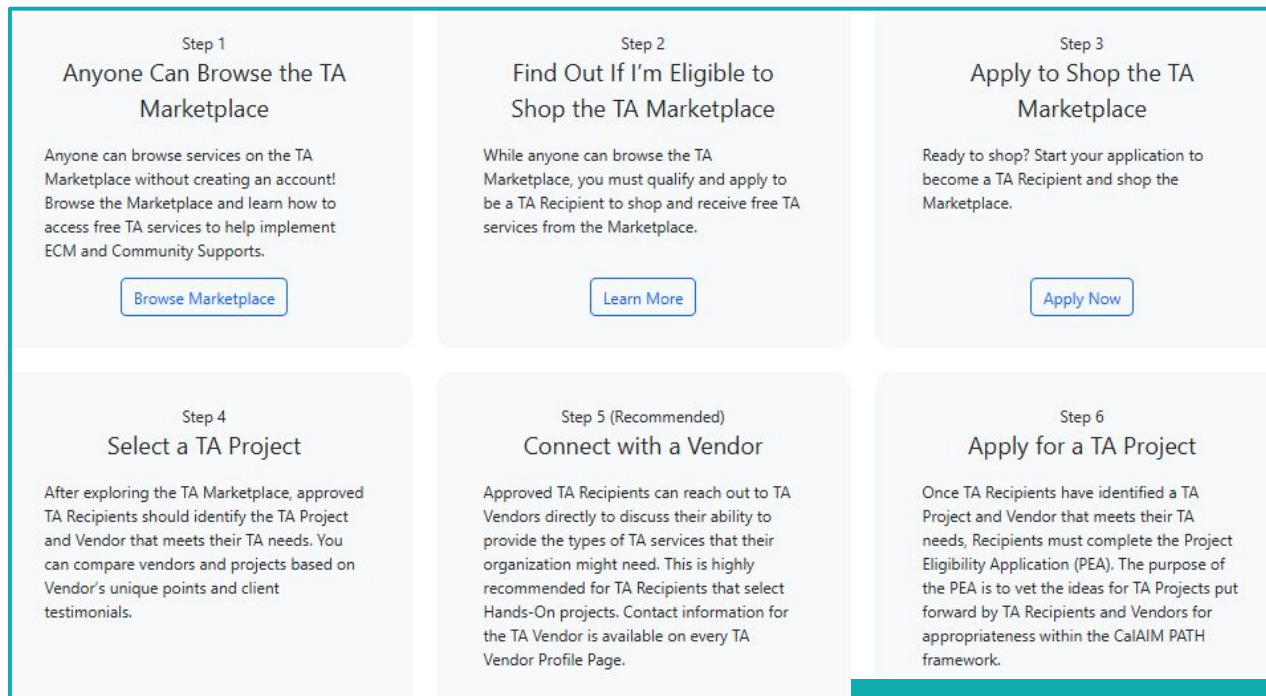 Step 1
Anyone Can Browse the TA
Marketplace
Anyone can browse services on the TA
Marketplace without creating an account!
Browse the Marketplace and learn how to
access free TA services to help implement
ECM and Community Supports.
Browse Marketplace
Step 2
Find Out If I'm Eligible to
Shop the TA Marketplace
While anyone can browse the TA
Marketplace, you must qualify and apply to
be a TA Recipient to shop and receive free TA
services from the Marketplace.
Learn More
Step 3
Apply to Shop the TA
Marketplace
Ready to shop? Start your application to
become a TA Recipient and shop the
Marketplace.
Apply Now
Step 4
Select a TA Project
After exploring the TA Marketplace, approved
TA Recipients should identify the TA Project
and Vendor that meets their TA needs. You
can compare vendors and projects based on
Vendor's unique points and client
testimonials.
Step 5 (Recommended)
Connect with a Vendor
Approved TA Recipients can reach out to TA
Vendors directly to discuss their ability to
provide the types of TA services that their
organization might need. This is highly
recommended for TA Recipients that select
Hands-On projects. Contact information for
the TA Vendor is available on every TA
Vendor Profile Page.
Step 6
Apply for a TA Project
Once TA Recipients have identified a TA
Project and Vendor that meets their TA
needs, Recipients must complete the Project
Eligibility Application (PEA). The purpose of
the PEA is to vet the ideas for TA Projects put
forward by TA Recipients and Vendors for
appropriateness within the CalAIM PATH
framework.